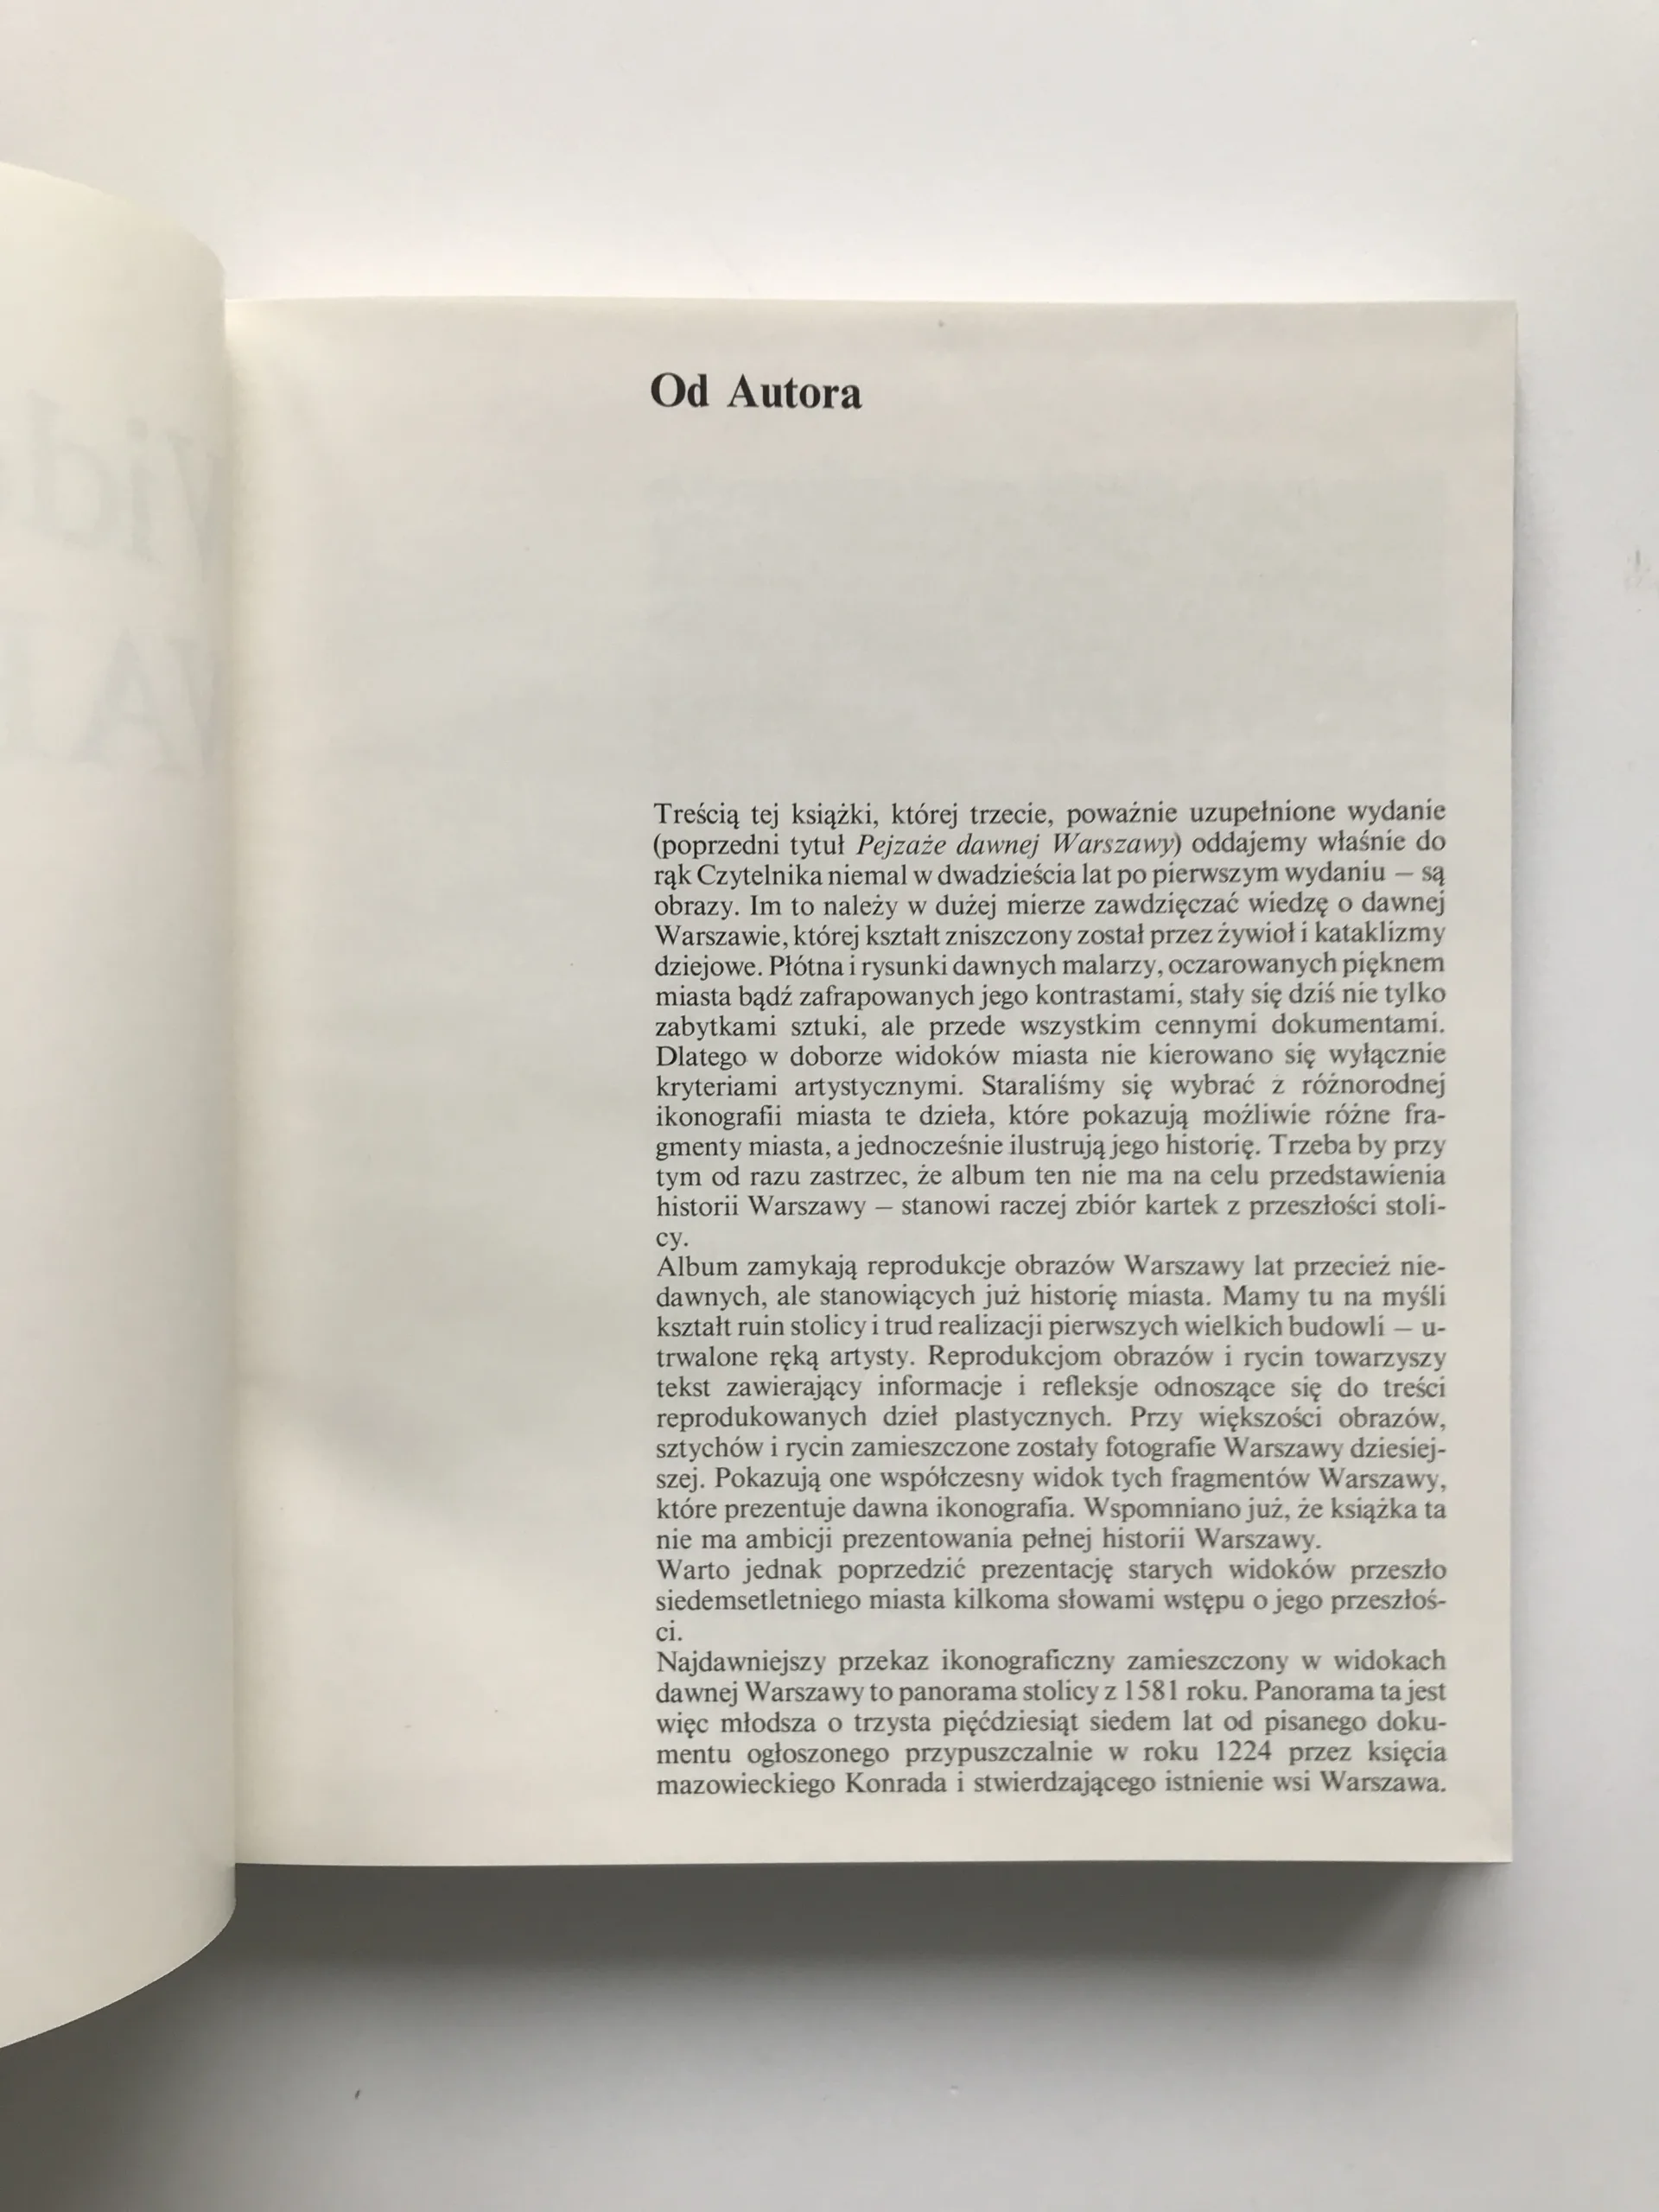 Od Autora
Treścią tej książki, której trzecie, poważnie uzupełnione wydanie
(poprzedni tytuł Pejzaże dawnej Warszawy) oddajemy właśnie do
rąk Czytelnika niemal w dwadzieścia lat po pierwszym wydaniu — są
obrazy. Im to należy w dużej mierze zawdzięczać wiedzę o dawnej
Warszawie, której kształt zniszczony został przez żywioł i kataklizmy
dziejowe. Płótna i rysunki dawnych malarzy, oczarowanych pięknem
miasta bądź zafrapowanych jego kontrastami, stały się dziś nie tylko
zabytkami sztuki, ale przede wszystkim cennymi dokumentami.
Dlatego w doborze widoków miasta nie kierowano się wyłącznie
kryteriami artystycznymi. Staraliśmy się wybrać z różnorodnej
ikonografii miasta te dzieła, które pokazują możliwie różne fra-
gmenty miasta, a jednocześnie ilustrują jego historię. Trzeba by przy
tym od razu zastrzec, że album ten nie ma na celu przedstawienia
historii Warszawy — stanowi raczej zbiór kartek z przeszłości stoli-
cy.
Album zamykają reprodukcje obrazów Warszawy lat przecież nie-
dawnych, ale stanowiących już historię miasta. Mamy tu na myśli
kształt ruin stolicy i trud realizacji pierwszych wielkich budowli — u-
trwalone ręką artysty. Reprodukcjom obrazów i rycin towarzyszy
tekst zawierający informacje i refleksje odnoszące się do treści
reprodukowanych dzieł plastycznych. Przy większości obrazów,
sztychów i rycin zamieszczone zostały fotografie Warszawy dziesiej-
szej. Pokazują one współczesny widok tych fragmentów Warszawy,
które prezentuje dawna ikonografia. Wspomniano już, że książka ta
nie ma ambicji prezentowania pełnej historii Warszawy.
Warto jednak poprzedzić prezentację starych widoków przeszło
siedemsetletniego miasta kilkoma słowami wstępu o jego przeszłoś-
ci.
Najdawniejszy przekaz ikonograficzny zamieszczony w widokach
dawnej Warszawy to panorama stolicy z 1581 roku. Panorama ta jest
więc młodsza o trzysta pięćdziesiąt siedem lat od pisanego doku-
mentu ogłoszonego przypuszczalnie w roku 1224 przez księcia
mazowieckiego Konrada i stwierdzającego istnienie wsi Warszawa.